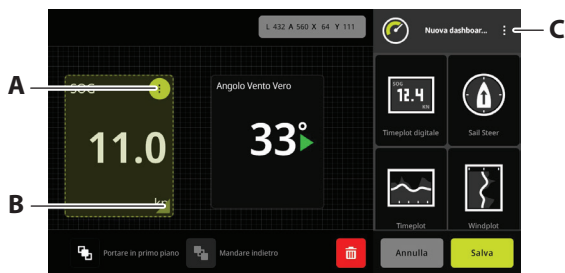 L 432 A 560 X 64 Y 111
Nuova dashboar...
C
A
SOG
Angolo Vento Vero
11.0
33°
kn
B
SOG
12.4
KN
Timeplot digitale
Sail Steer
Timeplot
Windplot
Portare in primo piano
Mandare indietro
Annulla
Salva